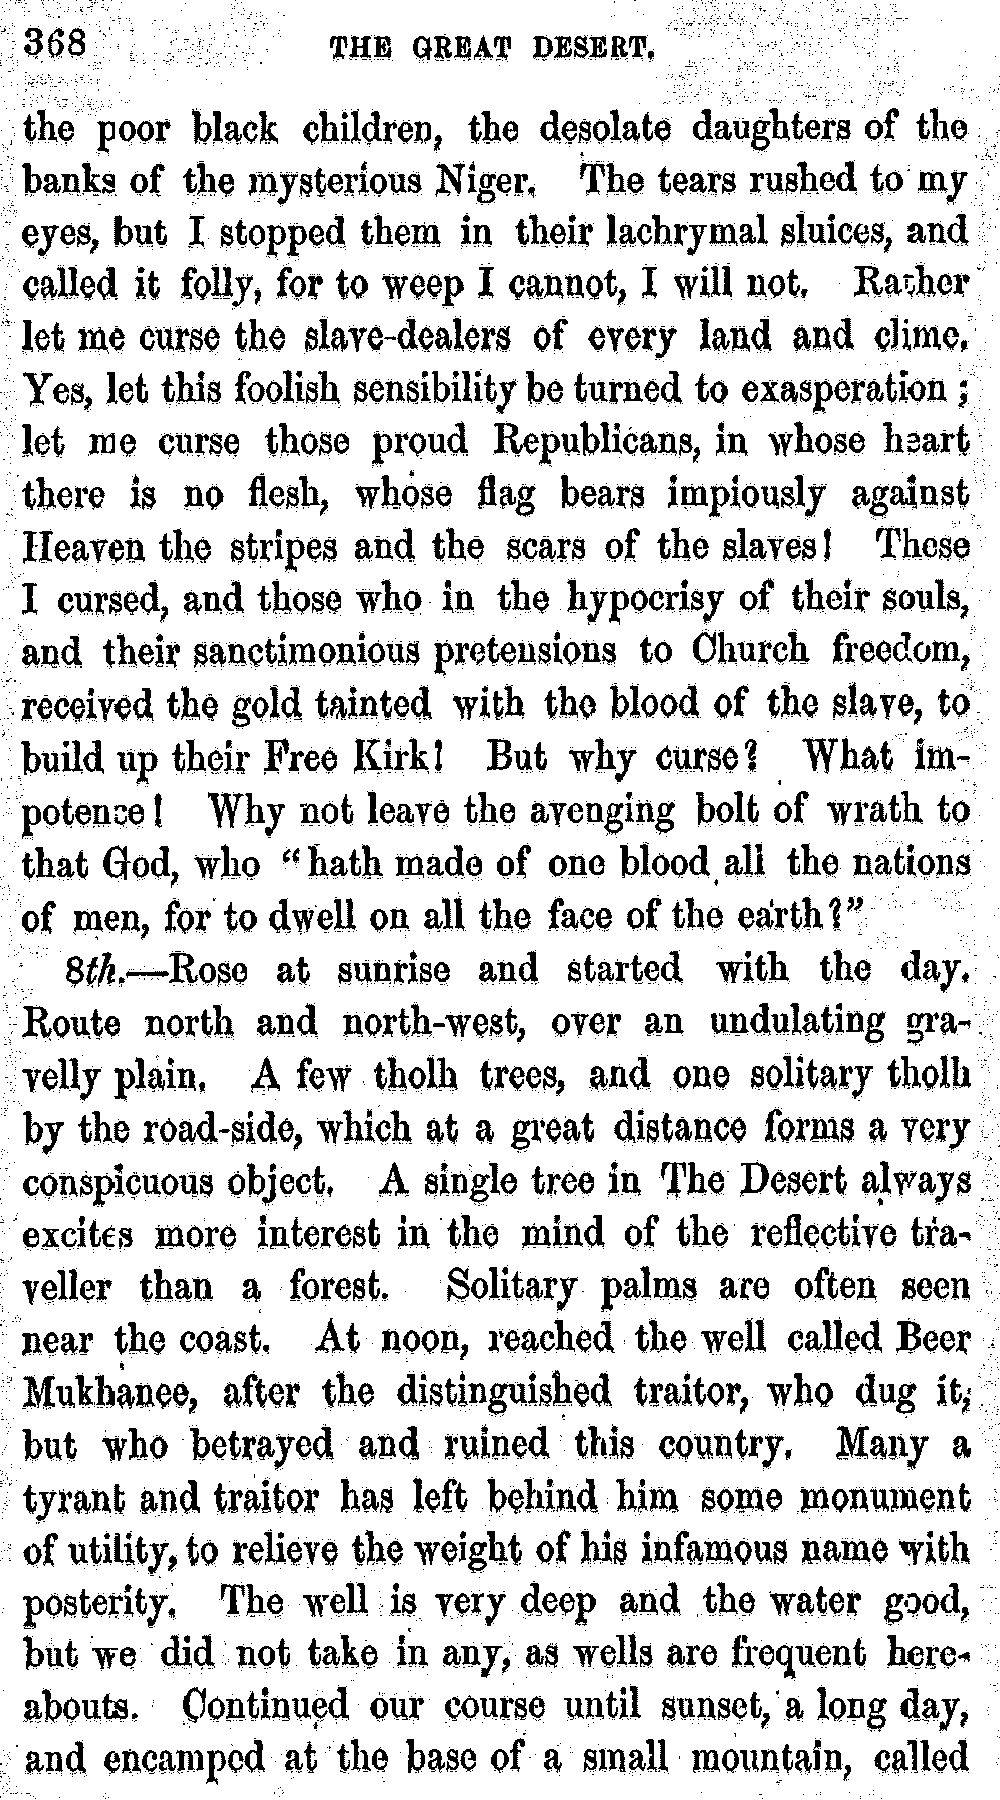 368 THE GREAT DESERT.
the poor black children, the desolate daughters of the
banks of the mysterious Niger. The tears rushed to my
eyes, but I stopped them in their lachrymal sluices, and
called it folly, for to weep I cannot, I will not. Rather
let me curse the slave-dealers of every land and clime.
Yes, let this foolish sensibility be turned to exasperation;
let me curse those proud Republicans, in whose heart
there is no flesh, whose flag bears impiously against
Heaven the stripes and the scars of the slaves! These
I cursed, and those who in the hypocrisy of their souls,
and their sanctimonious pretensions to Church freedom,
received the gold tainted with the blood of the slave, to
build up their Free Kirk! But why curse? What im-
potence! Why not leave the avenging bolt of wrath to
that God, who "hath made of one blood all the nations
of men, for to dwell on all the face of the earth?"
8th.—Rose at sunrise and started with the day.
Route north and north-west, over an undulating gra-
velly plain. A few tholh trees, and one solitary tholh
by the road-side, which at a great distance forms a very
conspicuous object. A single tree in The Desert always
excites more interest in the mind of the reflective tra-
veller than a forest. Solitary palms are often seen
near the coast. At noon, reached the well called Beer
Mukhanee, after the distinguished traitor, who dug it,
but who betrayed and ruined this country. Many a
tyrant and traitor has left behind him some monument
of utility, to relieve the weight of his infamous name with
posterity. The well is very deep and the water good,
but we did not take in any, as wells are frequent here-
abouts. Continued our course until sunset, a long day,
and encamped at the base of a small mountain, called